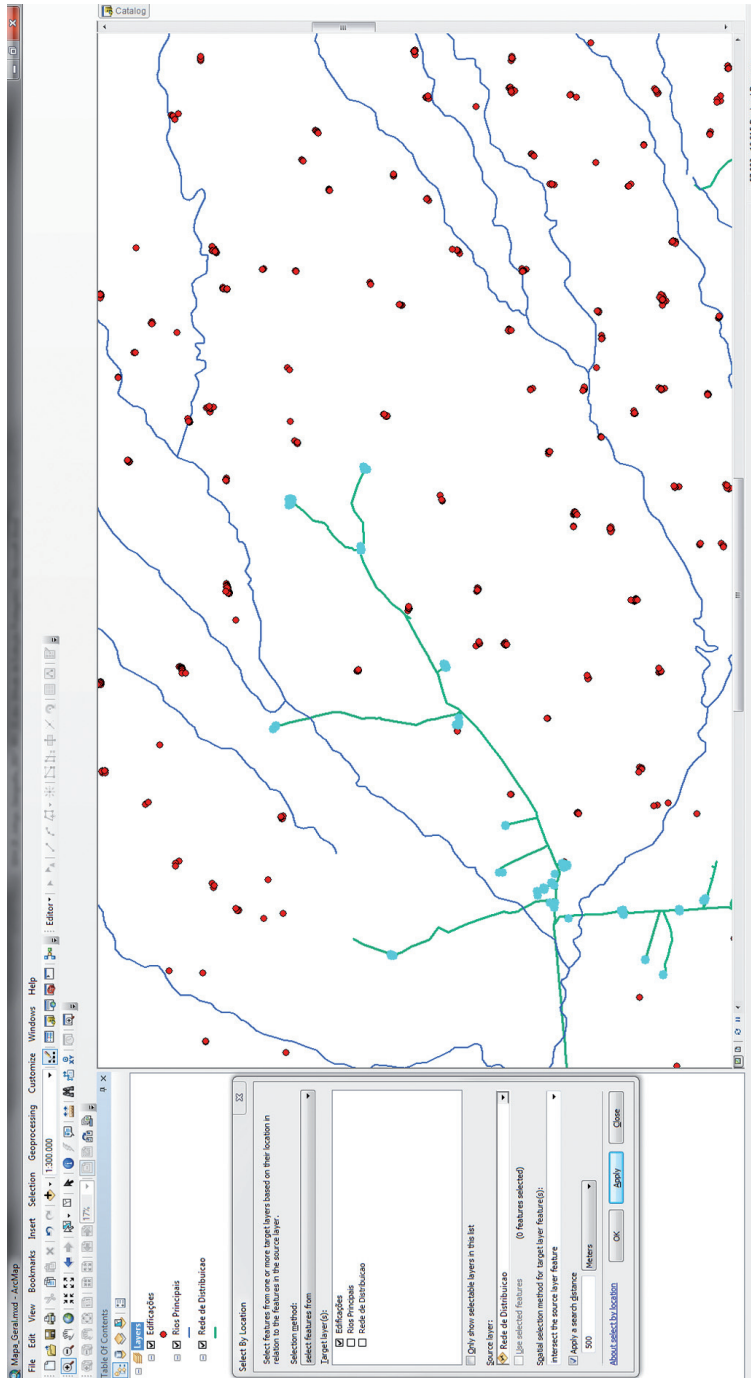 Mapa_Geral.mxd - ArcMap
File Edit View Bookmarks Insert Selection Geoprocessing Customize Windows Help
1:300.000
17%
Editor
Table Of Contents
Catalog
Layers
Edificações
Rios Principais
Rede de Distribuicao
Select By Location
Select features from one or more target layers based on their location in
relation to the features in the source layer.
Selection method:
select features from
Target layer(s):
Edificações
Rios Principais
Rede de Distribuicao
Only show selectable layers in this list
Source layer:
Rede de Distribuicao
Use selected features (0 features selected)
Spatial selection method for target layer feature(s):
intersect the source layer feature
Apply a search distance
500 Meters
About select by location
OK Apply Close